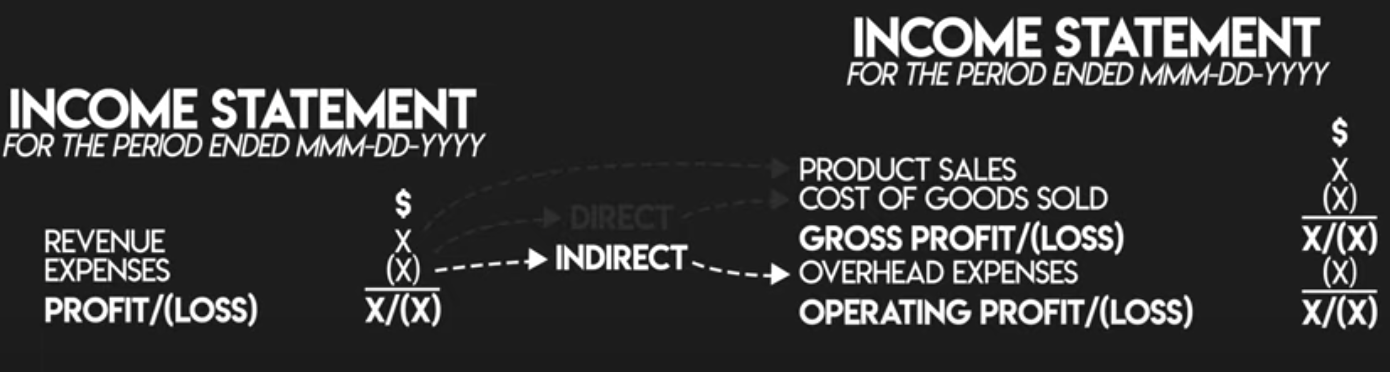 INCOME STATEMENT
FOR THE PERIOD ENDED MMM-DD-YYYY
$
REVENUE X
EXPENSES (X)
PROFIT/(LOSS) X/(X)
DIRECT
INDIRECT
INCOME STATEMENT
FOR THE PERIOD ENDED MMM-DD-YYYY
$
PRODUCT SALES X
COST OF GOODS SOLD (X)
GROSS PROFIT/(LOSS) X/(X)
OVERHEAD EXPENSES (X)
OPERATING PROFIT/(LOSS) X/(X)